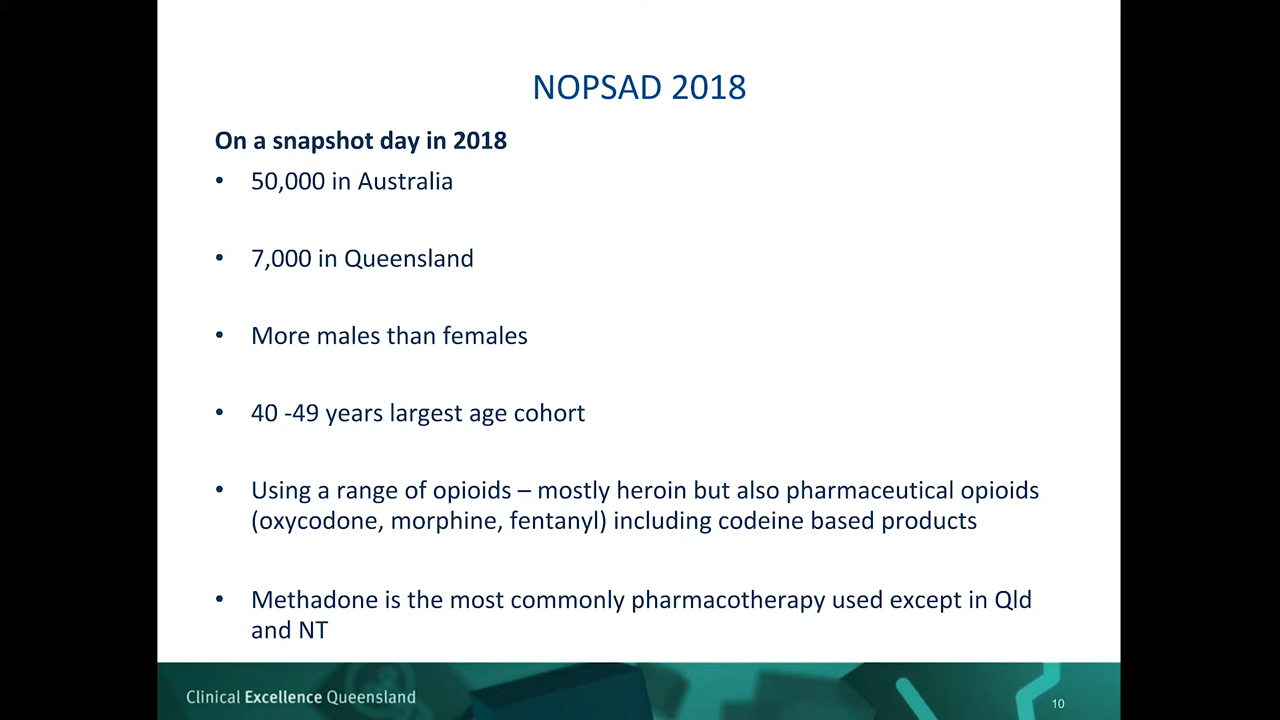 NOPSAD 2018
On a snapshot day in 2018
• 50,000 in Australia
• 7,000 in Queensland
• More males than females
• 40 -49 years largest age cohort
• Using a range of opioids – mostly heroin but also pharmaceutical opioids
(oxycodone, morphine, fentanyl) including codeine based products
• Methadone is the most commonly pharmacotherapy used except in Qld
and NT
Clinical Excellence Queensland
10